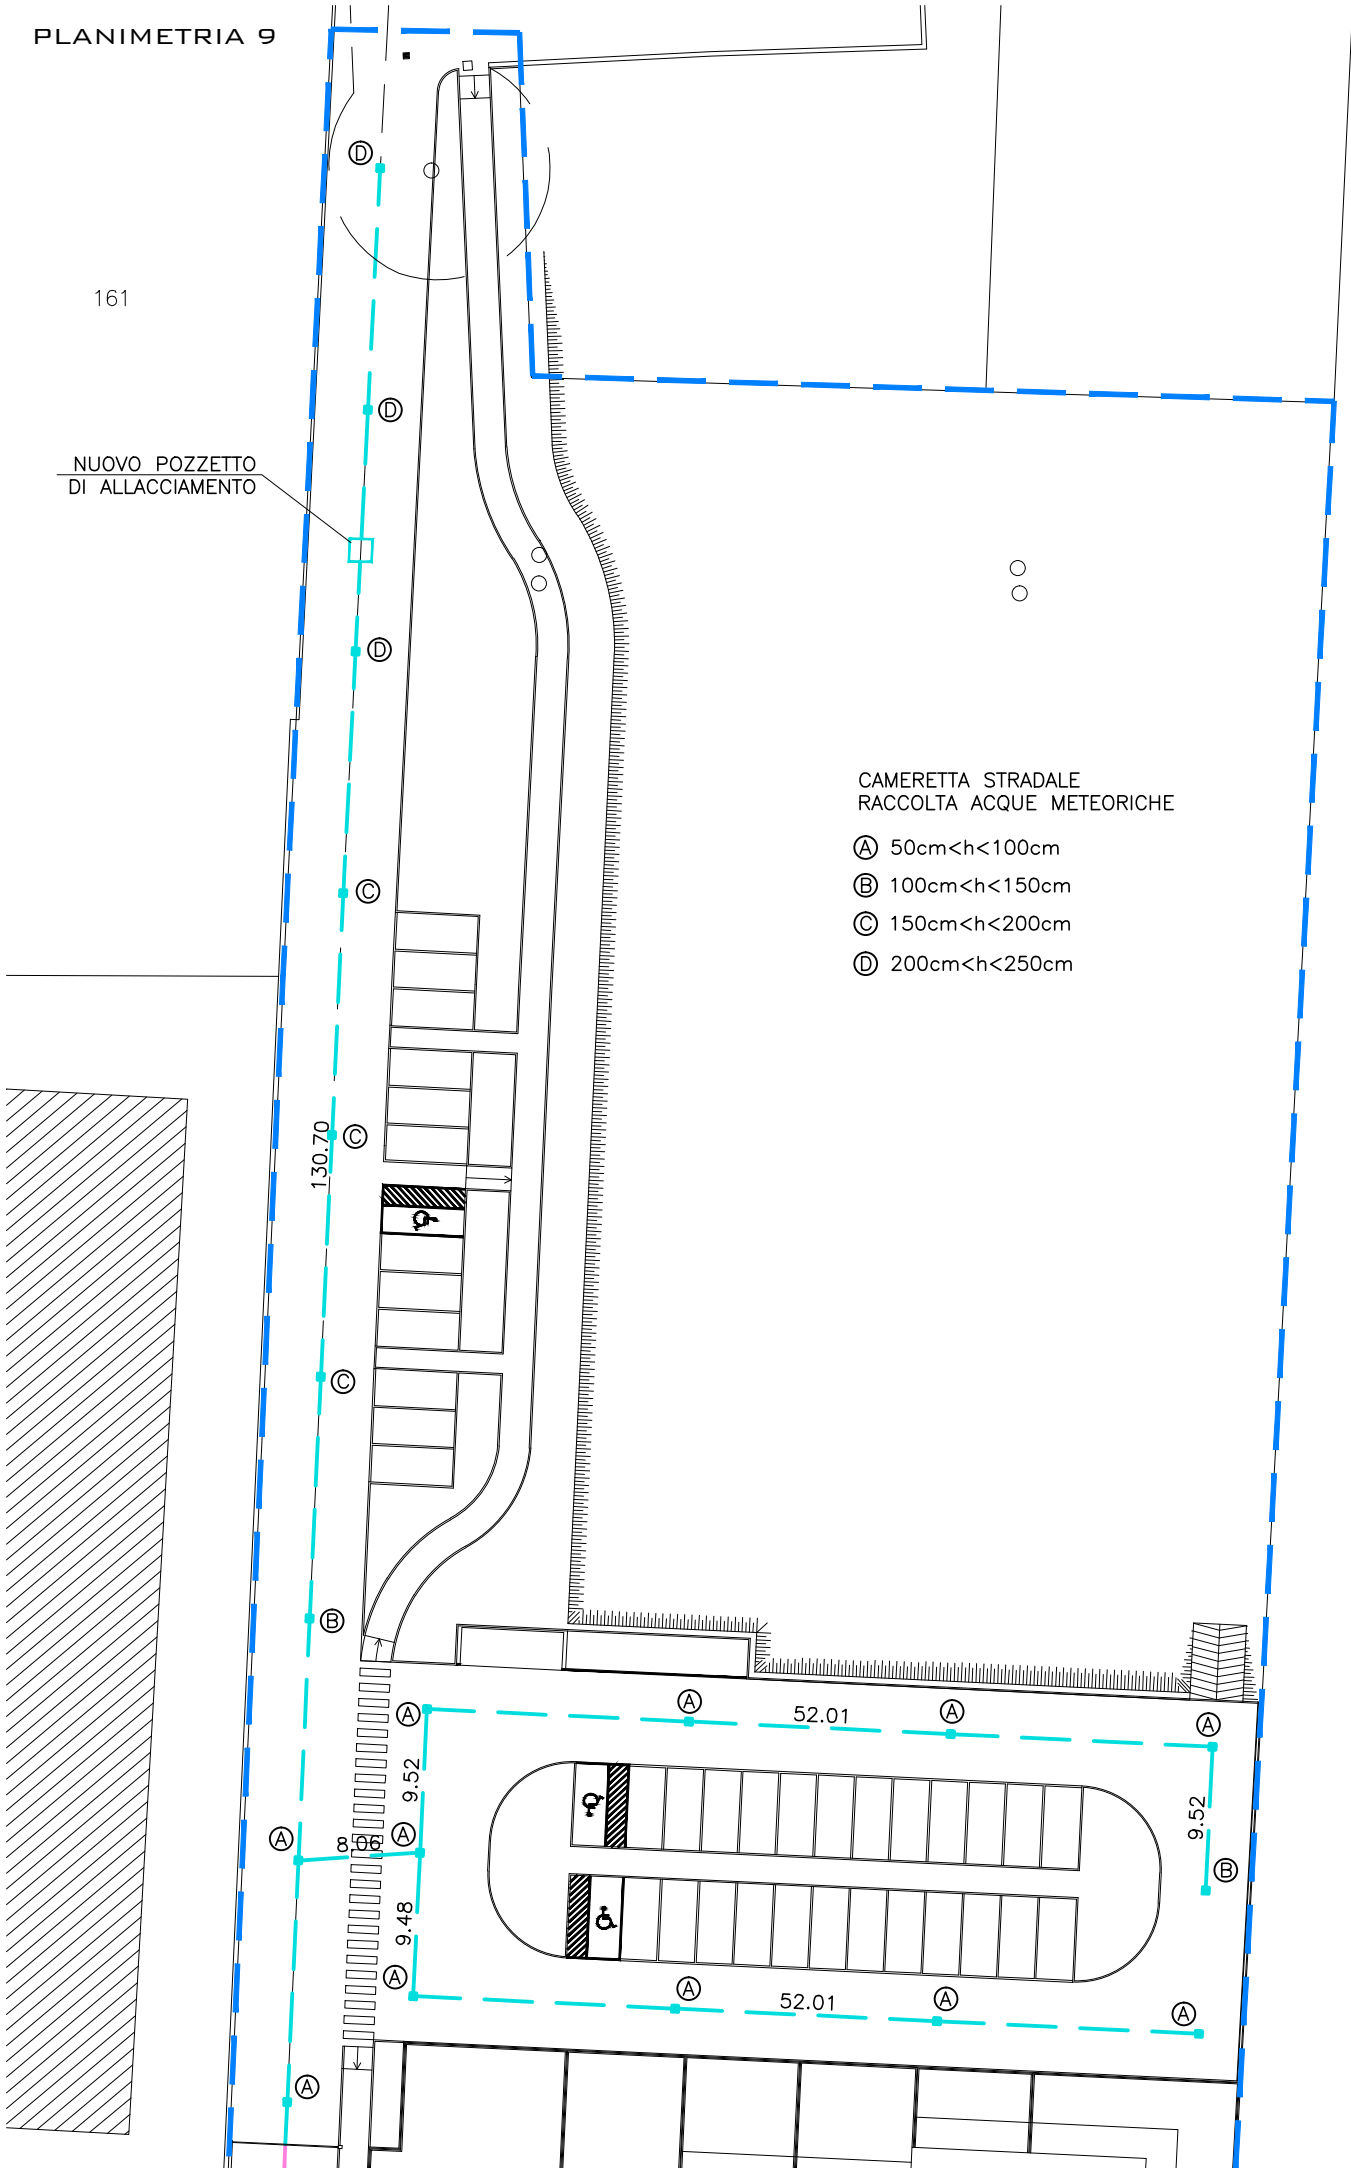 PLANIMETRIA 9
D
161
D
NUOVO POZZETTO
DI ALLACCIAMENTO
D
CAMERETTA STRADALE
RACCOLTA ACQUE METEORICHE
A 50cm<h<100cm
B 100cm<h<150cm
C 150cm<h<200cm
D 200cm<h<250cm
C
130.70
C
C
B
A
A
52.01
A
A
9.52
9.52
A
8.06
A
B
9.48
A
A
52.01
A
A
A